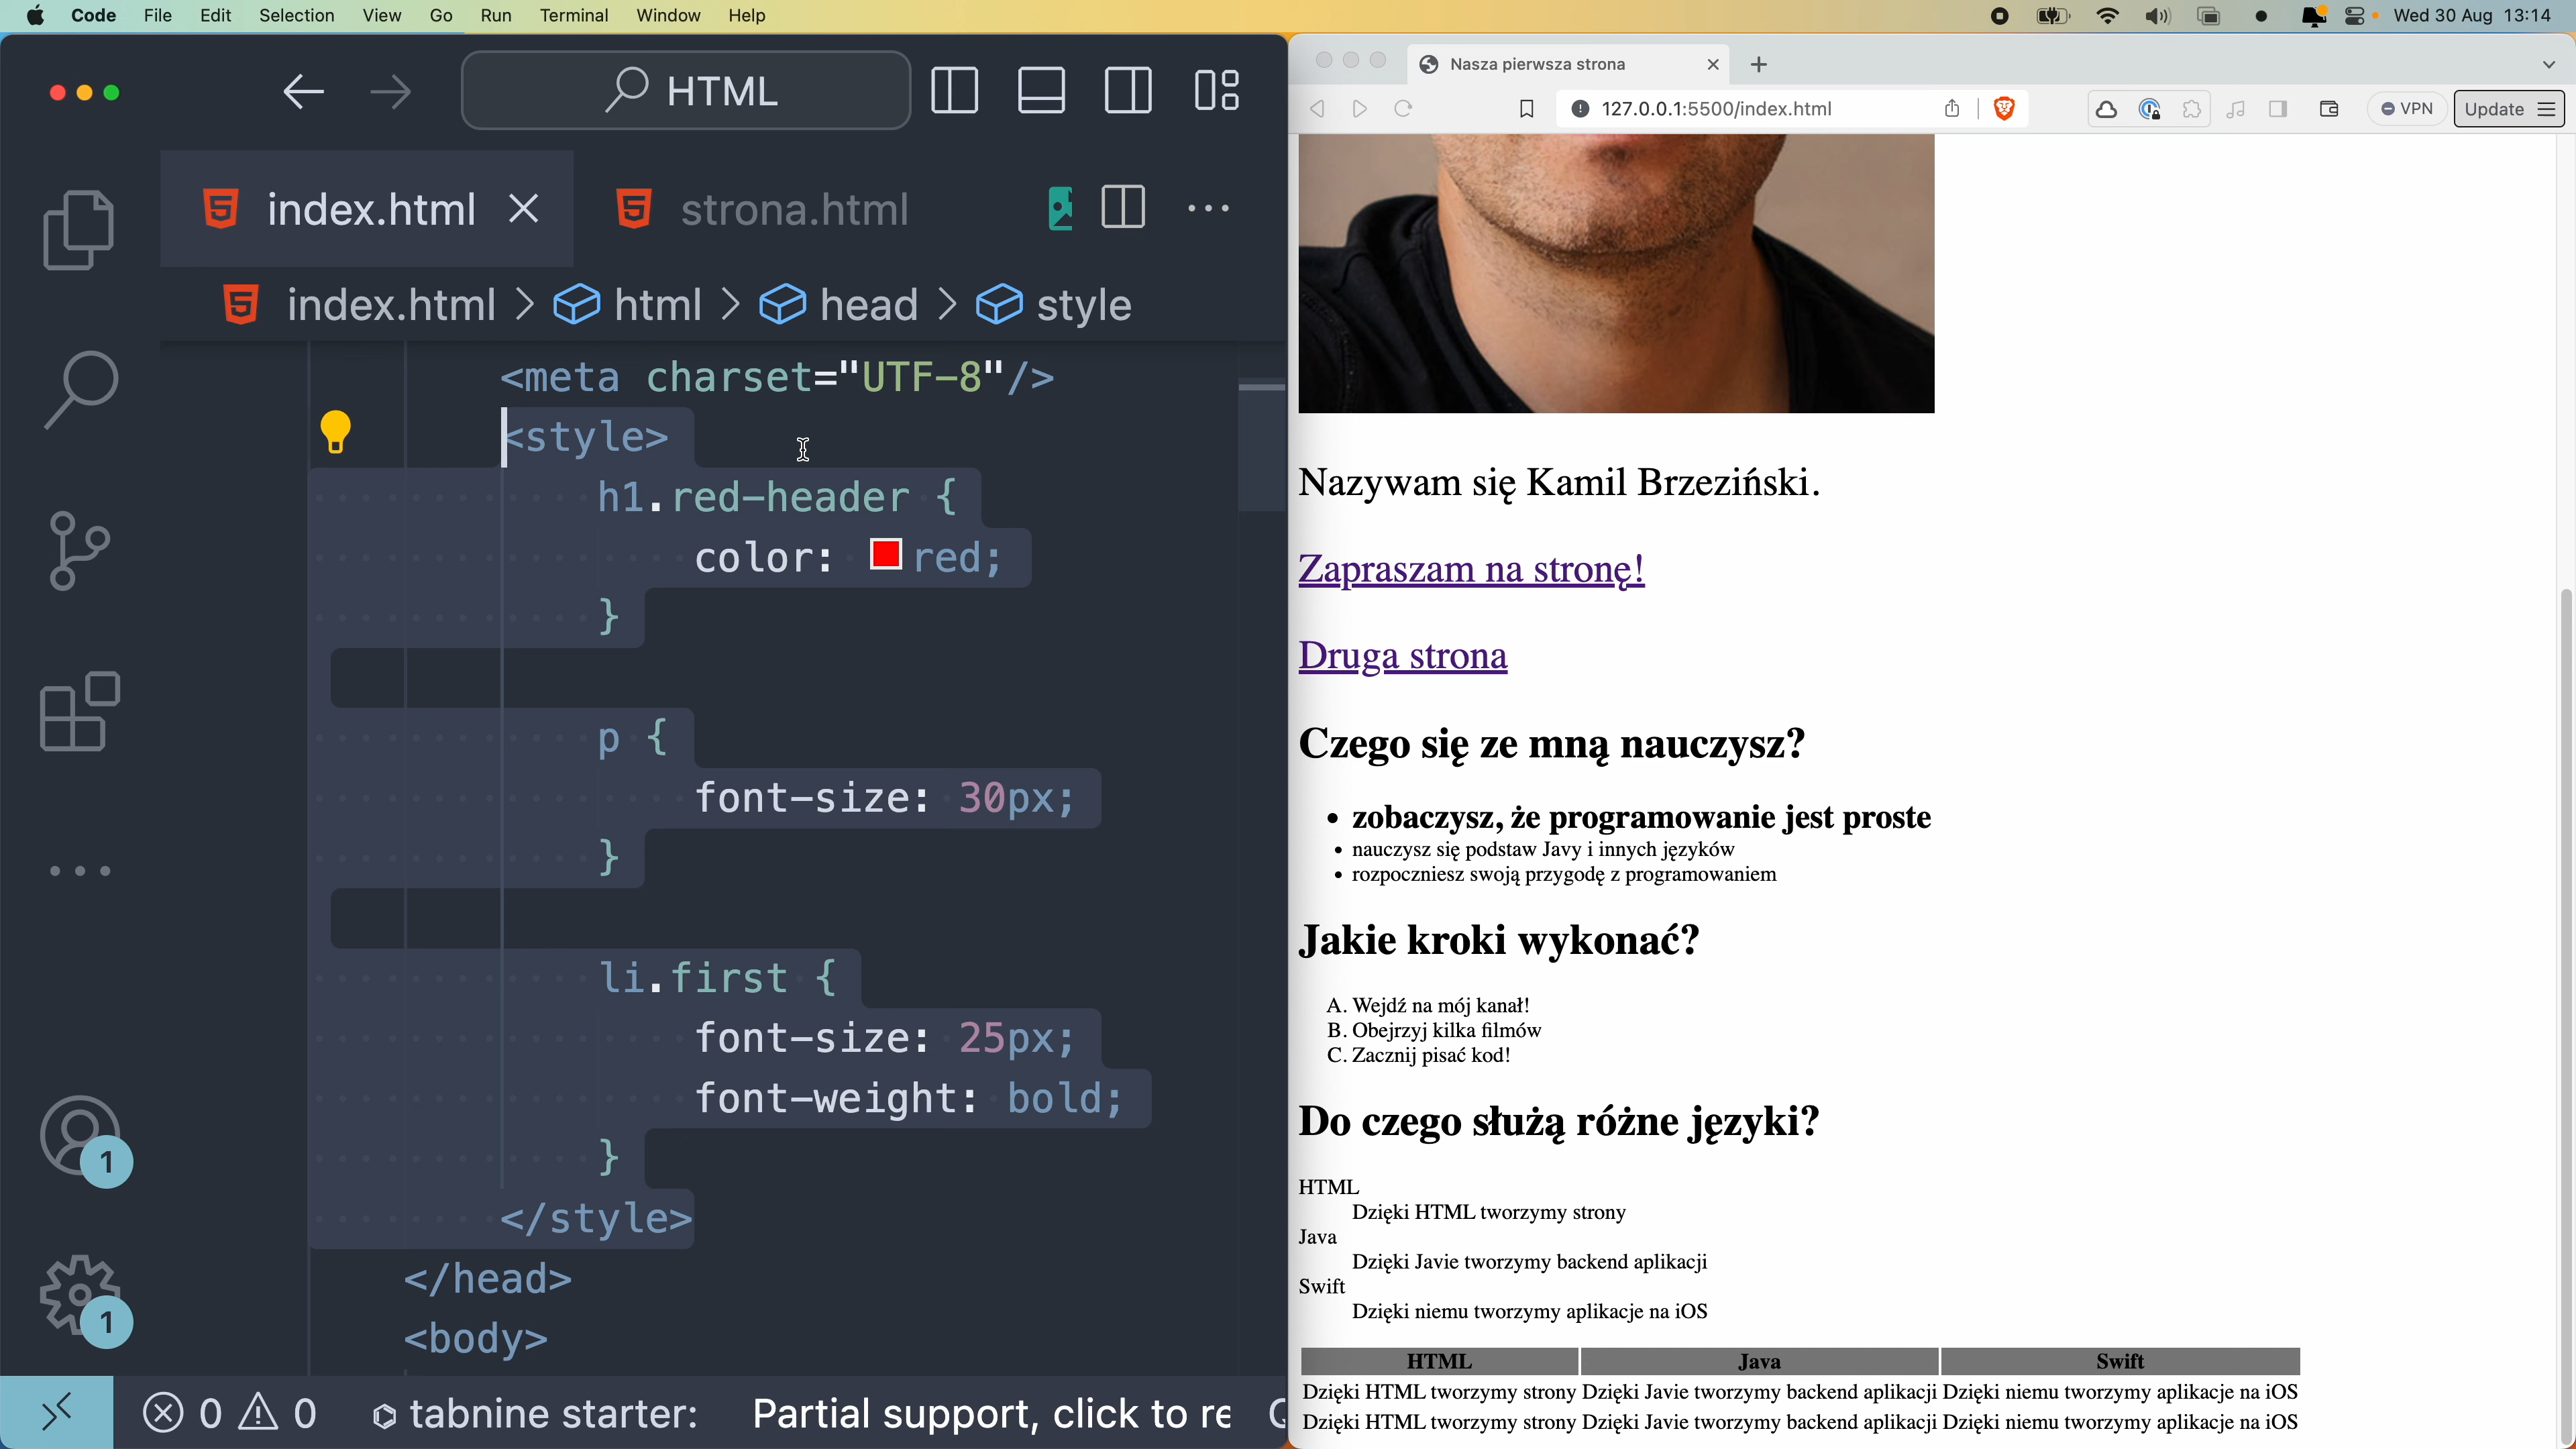 Code File Edit Selection View Go Run Terminal Window Help
Wed 30 Aug 13:14
HTML
index.html
strona.html
index.html > html > head > style
<meta charset="UTF-8"/>
<style>
h1.red-header {
color: red;
}
p {
font-size: 30px;
}
li.first {
font-size: 25px;
font-weight: bold;
}
</style>
</head>
<body>
1
1
0 0 tabnine starter: Partial support, click to re
Nasza pierwsza strona
127.0.0.1:5500/index.html
VPN
Update
Nazywam się Kamil Brzeziński.
Zapraszam na stronę!
Druga strona
Czego się ze mną nauczysz?
• zobaczysz, że programowanie jest proste
• nauczysz się podstaw Javy i innych języków
• rozpoczniesz swoją przygodę z programowaniem
Jakie kroki wykonać?
A. Wejdź na mój kanał!
B. Obejrzyj kilka filmów
C. Zacznij pisać kod!
Do czego służą różne języki?
HTML
Dzięki HTML tworzymy strony
Java
Dzięki Javie tworzymy backend aplikacji
Swift
Dzięki niemu tworzymy aplikacje na iOS
HTML Java Swift
Dzięki HTML tworzymy strony Dzięki Javie tworzymy backend aplikacji Dzięki niemu tworzymy aplikacje na iOS
Dzięki HTML tworzymy strony Dzięki Javie tworzymy backend aplikacji Dzięki niemu tworzymy aplikacje na iOS